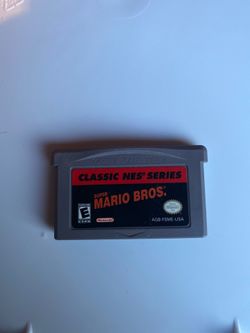 CLASSIC NES SERIES
SUPER
MARIO BROS.
E
Nintendo
AGB-FSME-USA